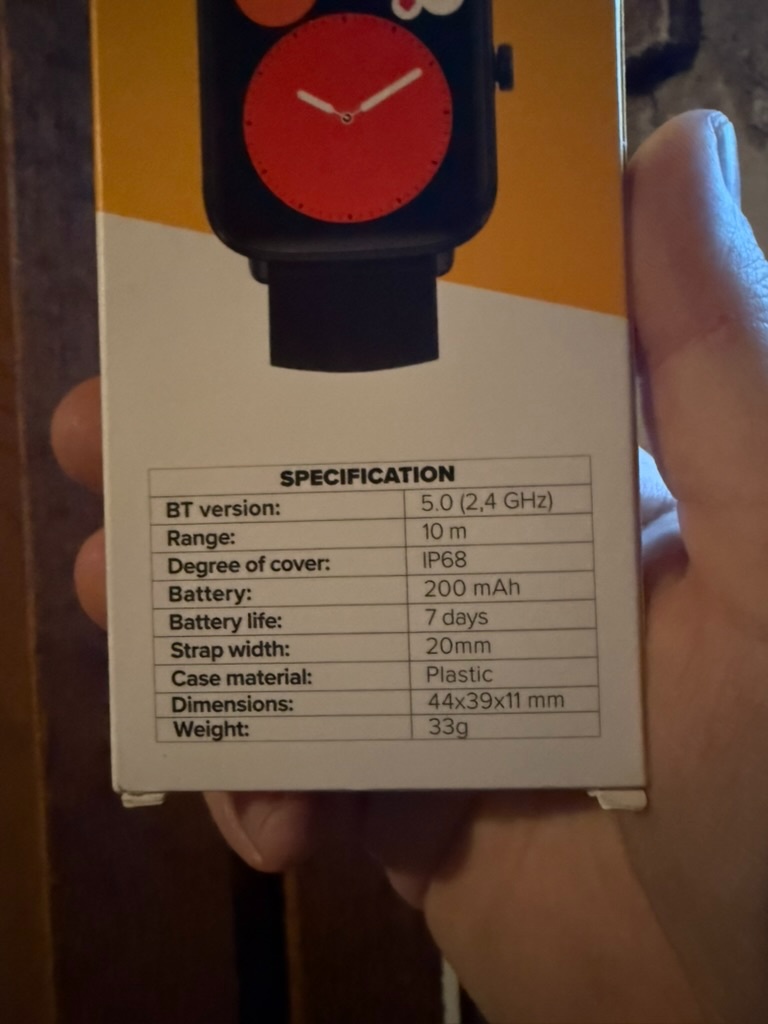 SPECIFICATION
BT version: 5.0 (2,4 GHz)
Range: 10 m
Degree of cover: IP68
Battery: 200 mAh
Battery life: 7 days
Strap width: 20mm
Case material: Plastic
Dimensions: 44x39x11 mm
Weight: 33g